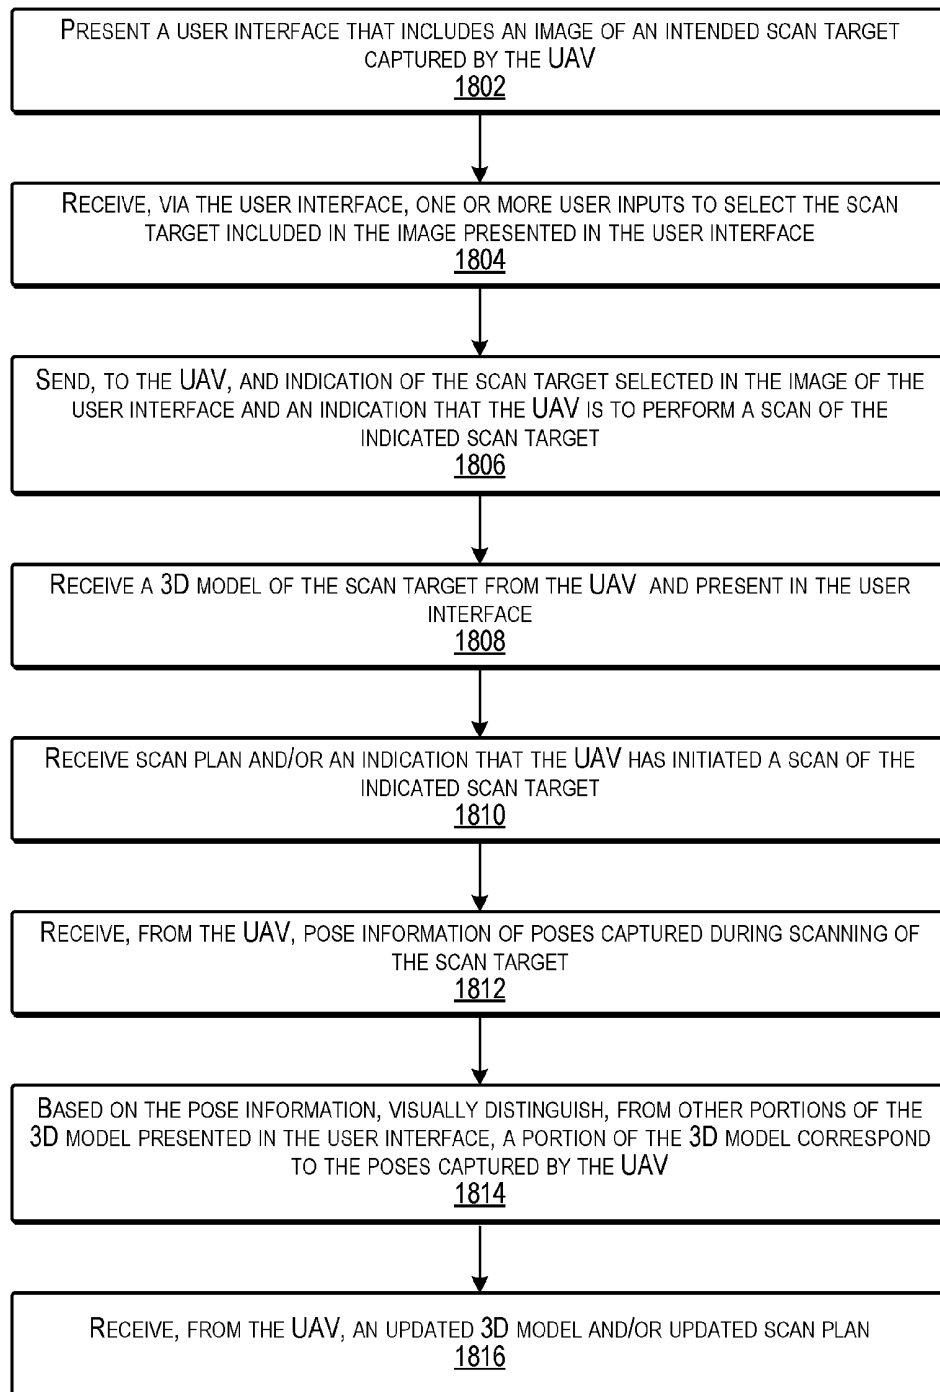 PRESENT A USER INTERFACE THAT INCLUDES AN IMAGE OF AN INTENDED SCAN TARGET
CAPTURED BY THE UAV
1802
RECEIVE, VIA THE USER INTERFACE, ONE OR MORE USER INPUTS TO SELECT THE SCAN
TARGET INCLUDED IN THE IMAGE PRESENTED IN THE USER INTERFACE
1804
SEND, TO THE UAV, AND INDICATION OF THE SCAN TARGET SELECTED IN THE IMAGE OF THE
USER INTERFACE AND AN INDICATION THAT THE UAV IS TO PERFORM A SCAN OF THE
INDICATED SCAN TARGET
1806
RECEIVE A 3D MODEL OF THE SCAN TARGET FROM THE UAV AND PRESENT IN THE USER
INTERFACE
1808
RECEIVE SCAN PLAN AND/OR AN INDICATION THAT THE UAV HAS INITIATED A SCAN OF THE
INDICATED SCAN TARGET
1810
RECEIVE, FROM THE UAV, POSE INFORMATION OF POSES CAPTURED DURING SCANNING OF
THE SCAN TARGET
1812
BASED ON THE POSE INFORMATION, VISUALLY DISTINGUISH, FROM OTHER PORTIONS OF THE
3D MODEL PRESENTED IN THE USER INTERFACE, A PORTION OF THE 3D MODEL CORRESPOND
TO THE POSES CAPTURED BY THE UAV
1814
RECEIVE, FROM THE UAV, AN UPDATED 3D MODEL AND/OR UPDATED SCAN PLAN
1816